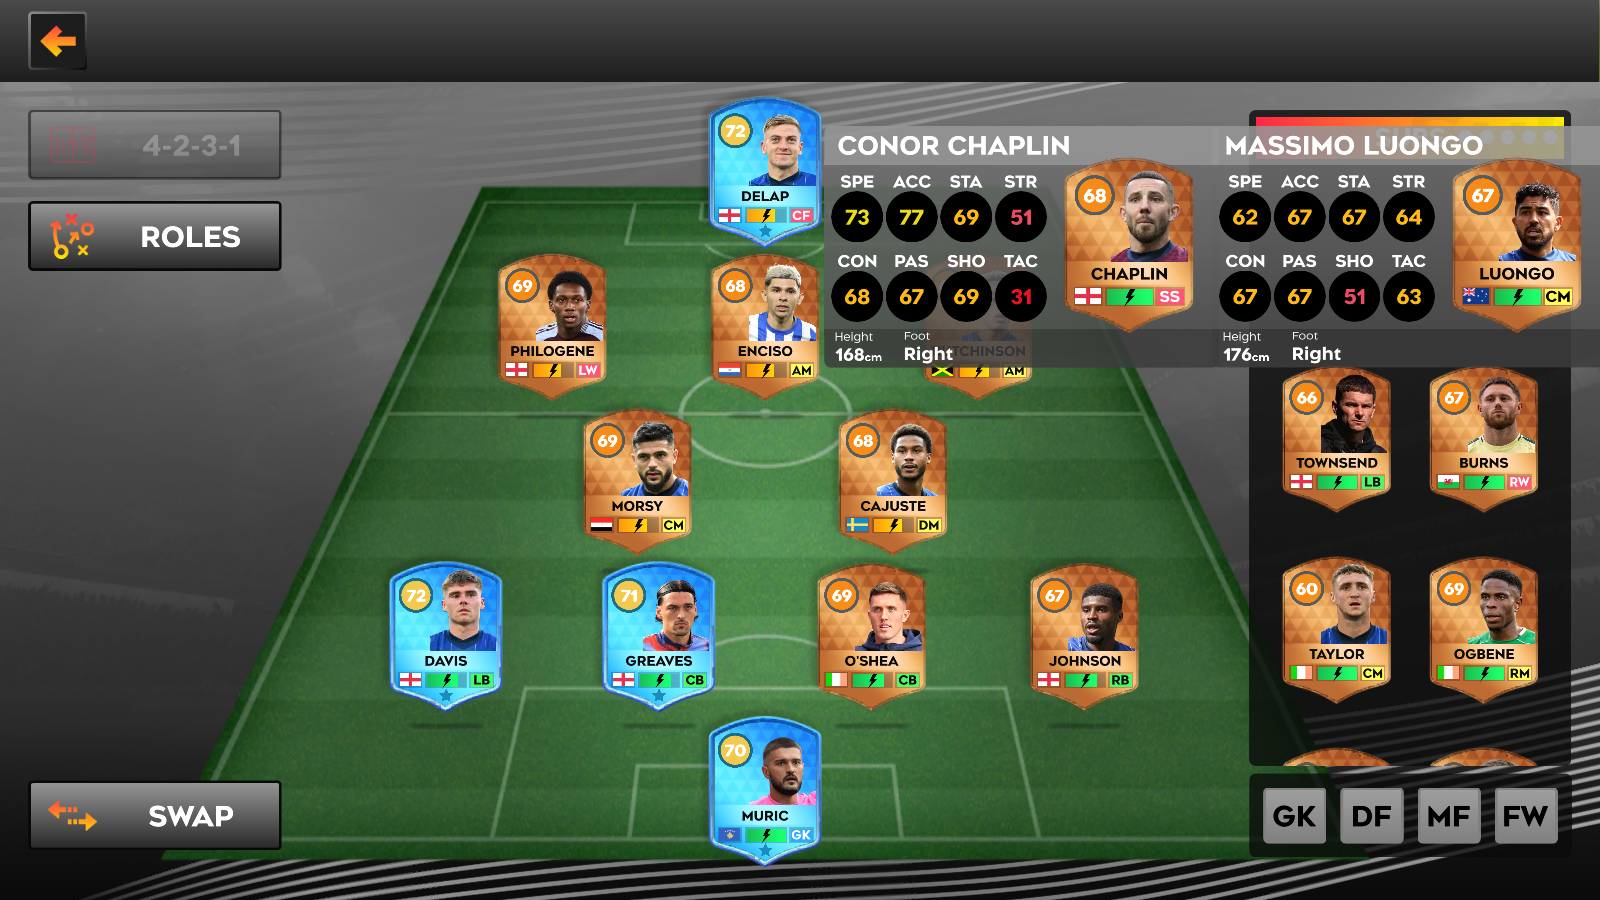 4-2-3-1
ROLES
SWAP
72
DELAP
CF
CONOR CHAPLIN
SPE ACC STA STR
73 77 69 51
CON PAS SHO TAC
68 67 69 31
Height Foot
168cm Right
68
CHAPLIN
SS
MASSIMO LUONGO
SPE ACC STA STR
62 67 67 64
CON PAS SHO TAC
67 67 51 63
Height Foot
176cm Right
67
LUONGO
CM
SUBS
69
PHILOGENE
LW
68
ENCISO
AM
TCHINSON
AM
69
MORSY
CM
68
CAJUSTE
DM
72
DAVIS
LB
71
GREAVES
CB
69
O'SHEA
CB
67
JOHNSON
RB
70
MURIC
GK
66
TOWNSEND
LB
67
BURNS
RW
60
TAYLOR
CM
69
OGBENE
RM
GK DF MF FW